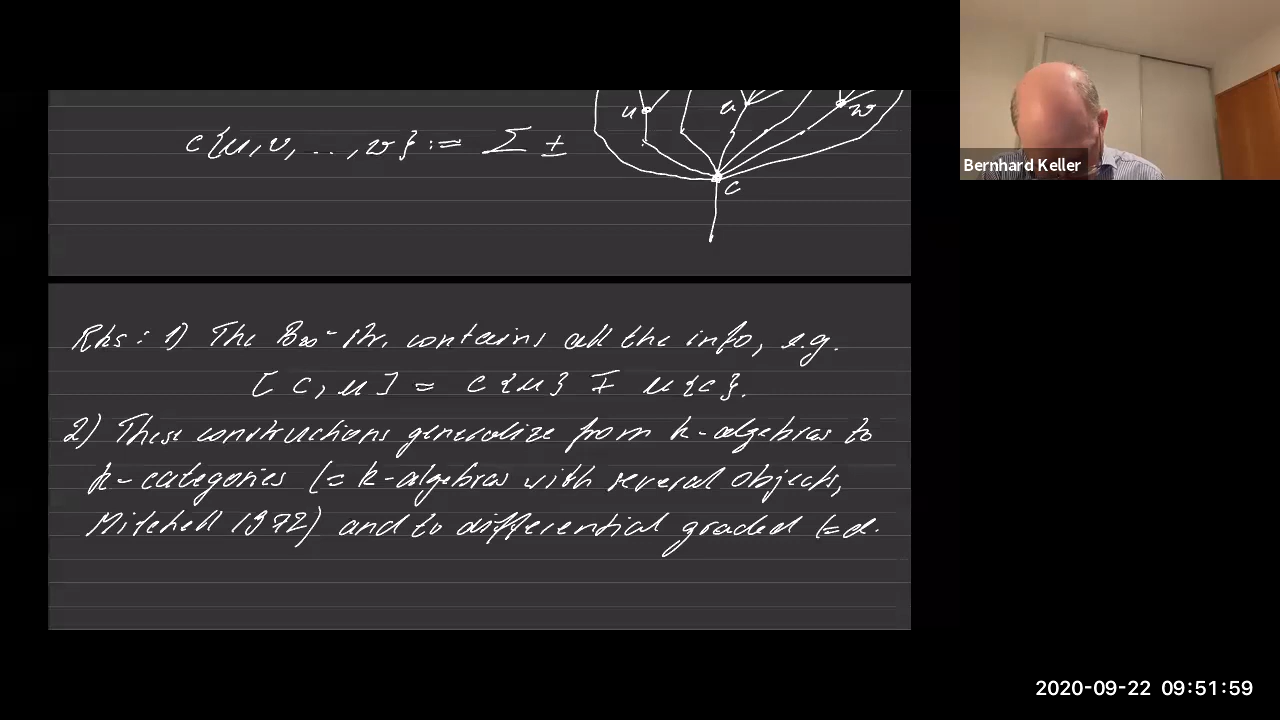 c{u,v,..,w} := Σ ±
u
a
w
c
Rks: 1) The B∞-str. contains all the info, e.g.
[c,u] = c{u} ∓ u{c}.
2) These constructions generalize from k-algebras to
k-categories (= k-algebras with several objects,
Mitchell 1972) and to differential graded (=d.
Bernhard Keller
2020-09-22 09:51:59